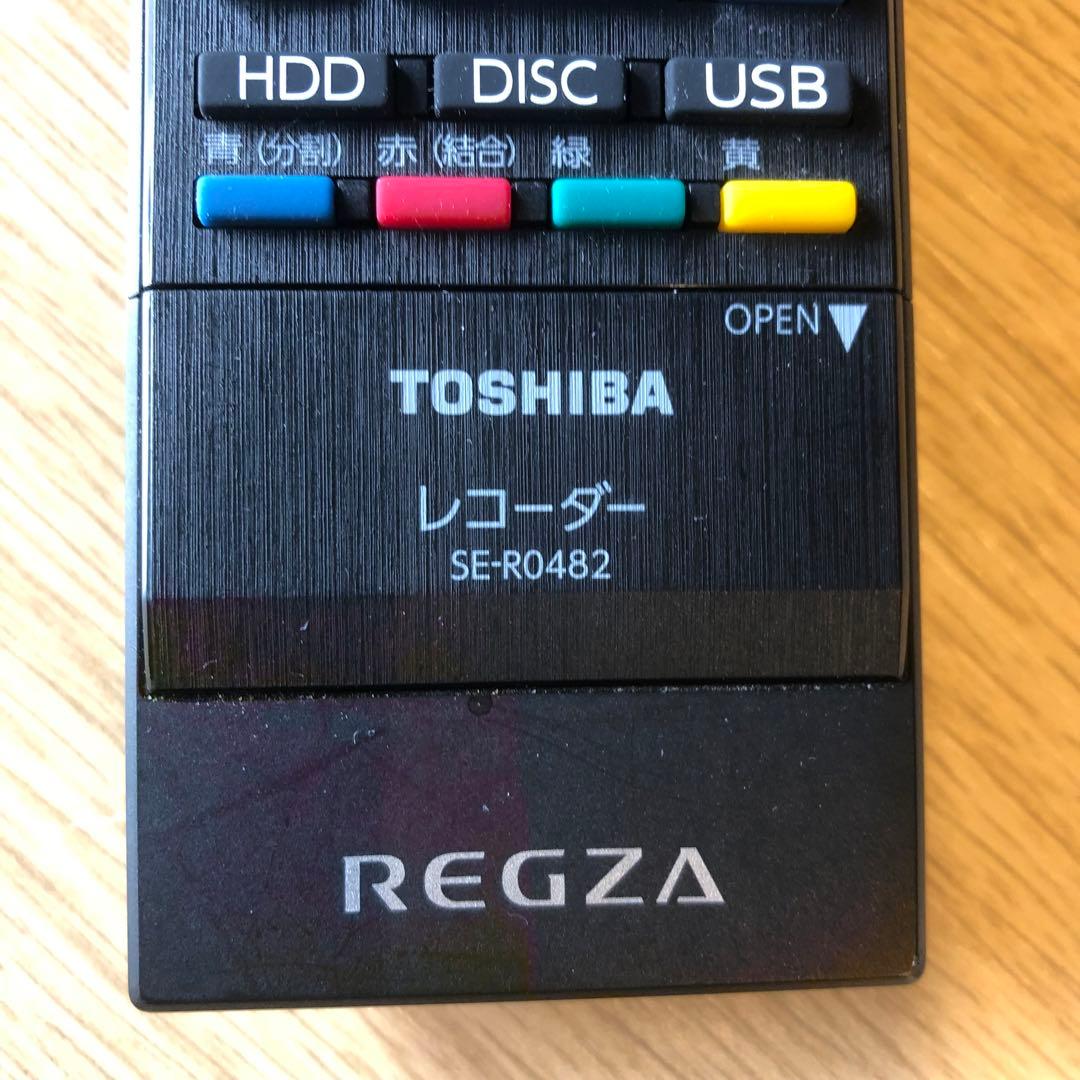 HDD DISC USB
青(分割) 赤(結合) 緑 黄
OPEN▼
TOSHIBA
レコーダー
SE-R0482
REGZA